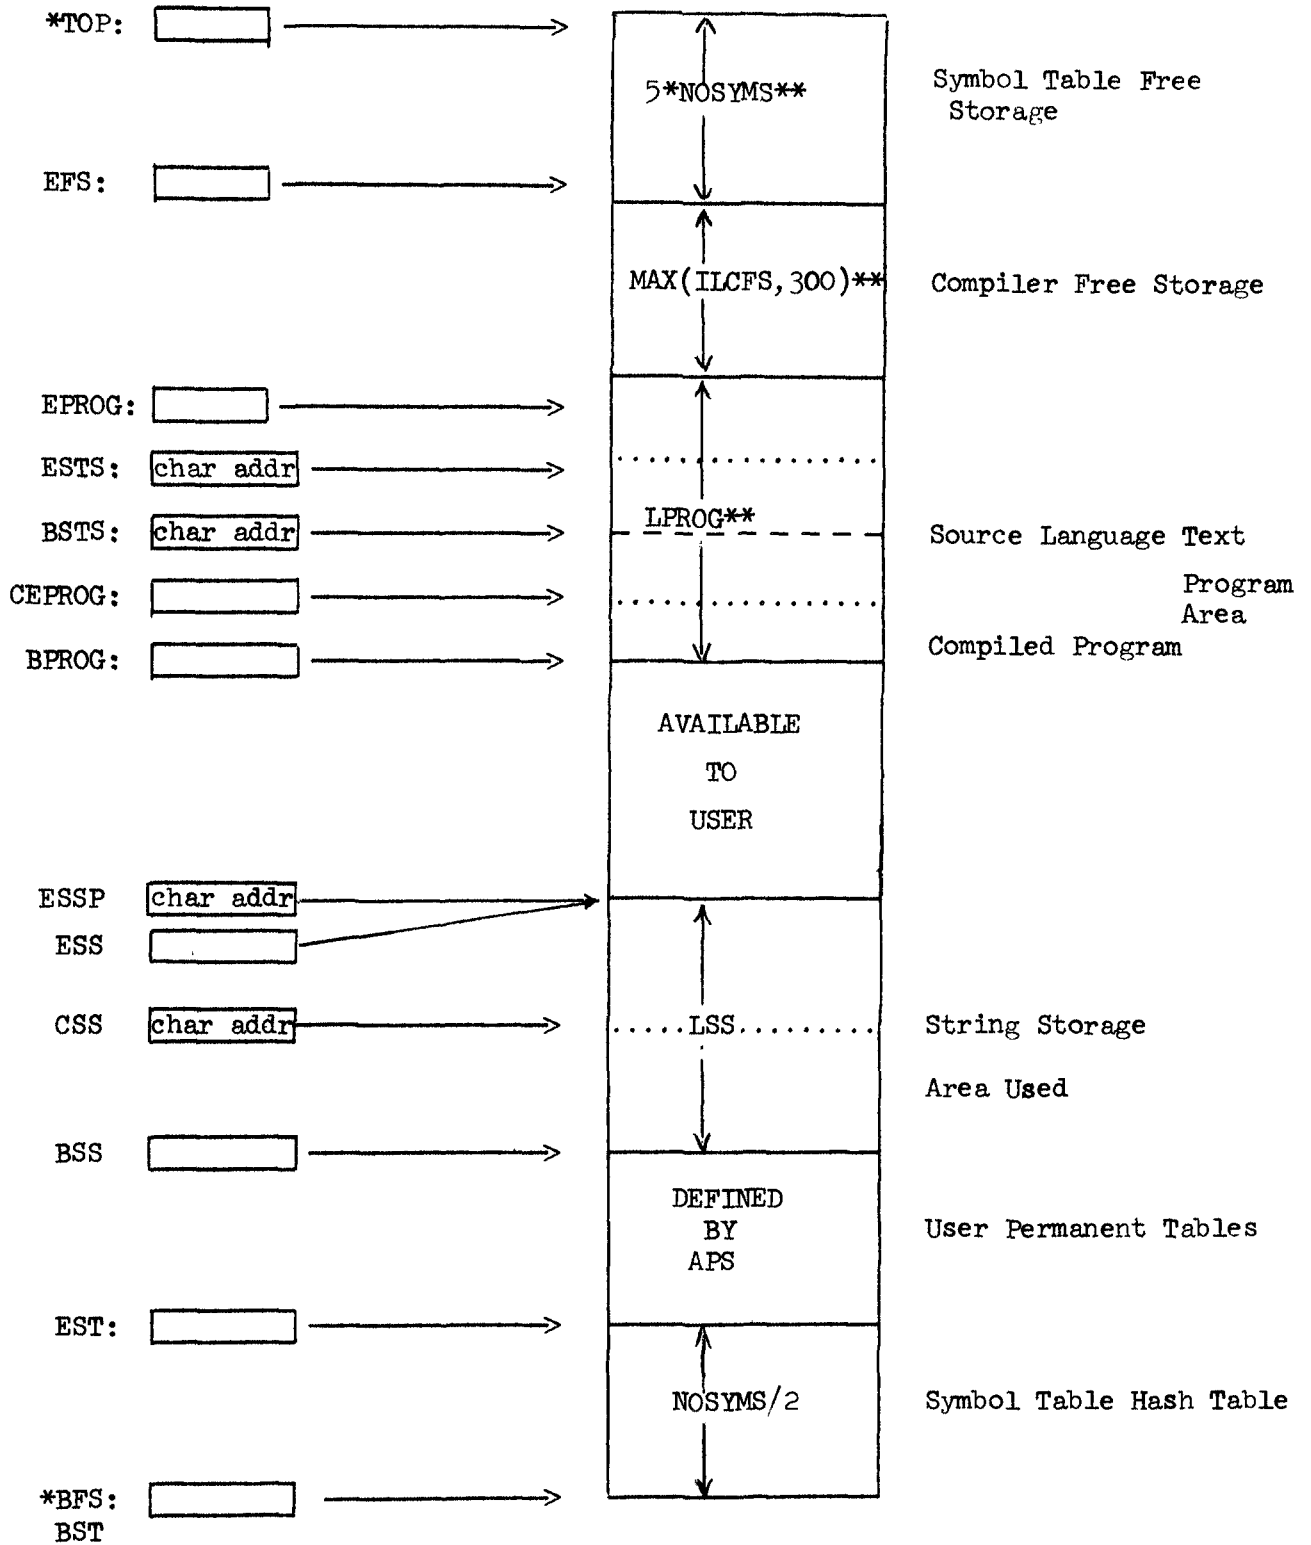 *TOP:
5*NOSYMS**
Symbol Table Free
Storage
EFS:
MAX(ILCFS,300)**
Compiler Free Storage
EPROG:
ESTS: char addr
BSTS: char addr
LPROG**
Source Language Text
CEPROG:
Program
Area
BPROG:
Compiled Program
AVAILABLE
TO
USER
ESSP char addr
ESS
CSS char addr
.....LSS........
String Storage
Area Used
BSS
DEFINED
BY
APS
User Permanent Tables
EST:
NOSYMS/2
Symbol Table Hash Table
*BFS:
BST